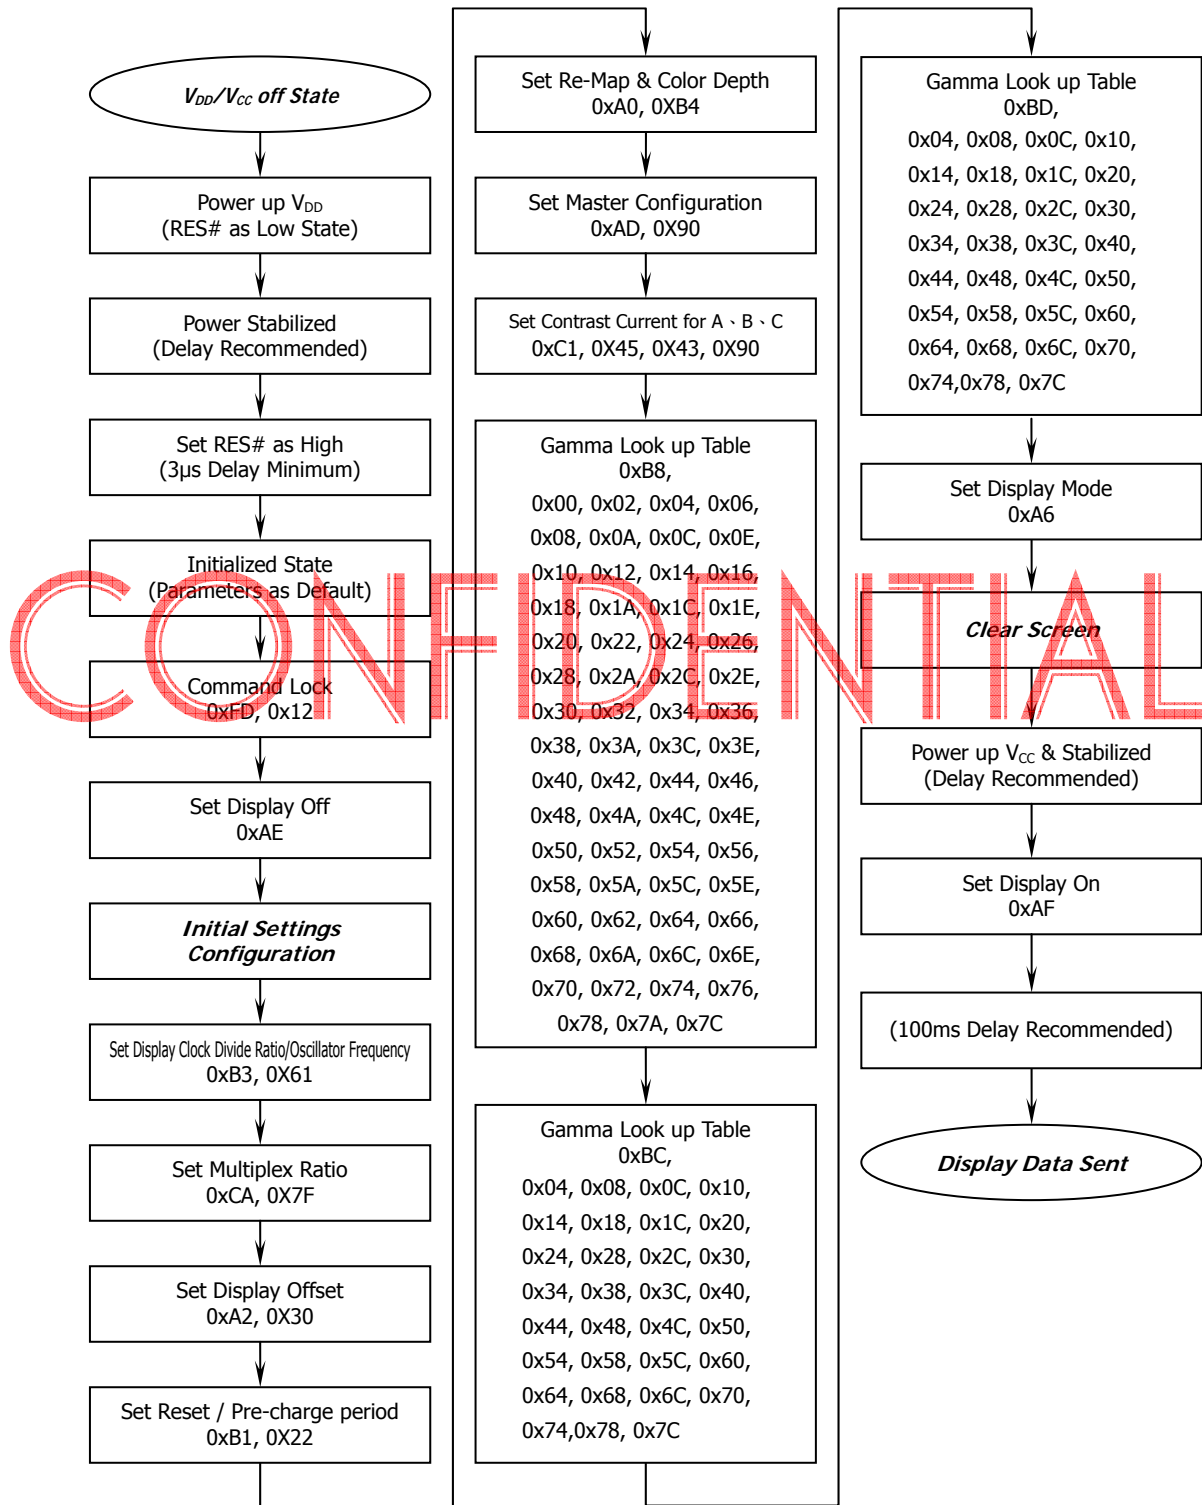 V_DD/V_CC off State
Power up V_DD
(RES# as Low State)
Power Stabilized
(Delay Recommended)
Set RES# as High
(3µs Delay Minimum)
Initialized State
(Parameters as Default)
Command Lock
0xFD, 0x12
Set Display Off
0xAE
Initial Settings
Configuration
Set Display Clock Divide Ratio/Oscillator Frequency
0xB3, 0X61
Set Multiplex Ratio
0xCA, 0X7F
Set Display Offset
0xA2, 0X30
Set Reset / Pre-charge period
0xB1, 0X22
Set Re-Map & Color Depth
0xA0, 0XB4
Set Master Configuration
0xAD, 0X90
Set Contrast Current for A、B、C
0xC1, 0X45, 0X43, 0X90
Gamma Look up Table
0xB8,
0x00, 0x02, 0x04, 0x06,
0x08, 0x0A, 0x0C, 0x0E,
0x10, 0x12, 0x14, 0x16,
0x18, 0x1A, 0x1C, 0x1E,
0x20, 0x22, 0x24, 0x26,
0x28, 0x2A, 0x2C, 0x2E,
0x30, 0x32, 0x34, 0x36,
0x38, 0x3A, 0x3C, 0x3E,
0x40, 0x42, 0x44, 0x46,
0x48, 0x4A, 0x4C, 0x4E,
0x50, 0x52, 0x54, 0x56,
0x58, 0x5A, 0x5C, 0x5E,
0x60, 0x62, 0x64, 0x66,
0x68, 0x6A, 0x6C, 0x6E,
0x70, 0x72, 0x74, 0x76,
0x78, 0x7A, 0x7C
Gamma Look up Table
0xBC,
0x04, 0x08, 0x0C, 0x10,
0x14, 0x18, 0x1C, 0x20,
0x24, 0x28, 0x2C, 0x30,
0x34, 0x38, 0x3C, 0x40,
0x44, 0x48, 0x4C, 0x50,
0x54, 0x58, 0x5C, 0x60,
0x64, 0x68, 0x6C, 0x70,
0x74,0x78, 0x7C
Gamma Look up Table
0xBD,
0x04, 0x08, 0x0C, 0x10,
0x14, 0x18, 0x1C, 0x20,
0x24, 0x28, 0x2C, 0x30,
0x34, 0x38, 0x3C, 0x40,
0x44, 0x48, 0x4C, 0x50,
0x54, 0x58, 0x5C, 0x60,
0x64, 0x68, 0x6C, 0x70,
0x74,0x78, 0x7C
Set Display Mode
0xA6
Clear Screen
Power up V_CC & Stabilized
(Delay Recommended)
Set Display On
0xAF
(100ms Delay Recommended)
Display Data Sent
CONFIDENTIAL